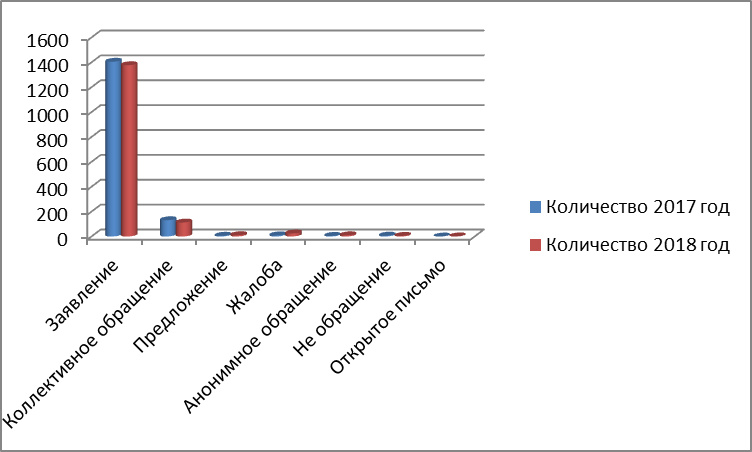 1600
1400
1200
1000
800
600
400
200
0
Заявление
Коллективное обращение
Предложение
Жалоба
Анонимное обращение
Не обращение
Открытое письмо
Количество 2017 год
Количество 2018 год